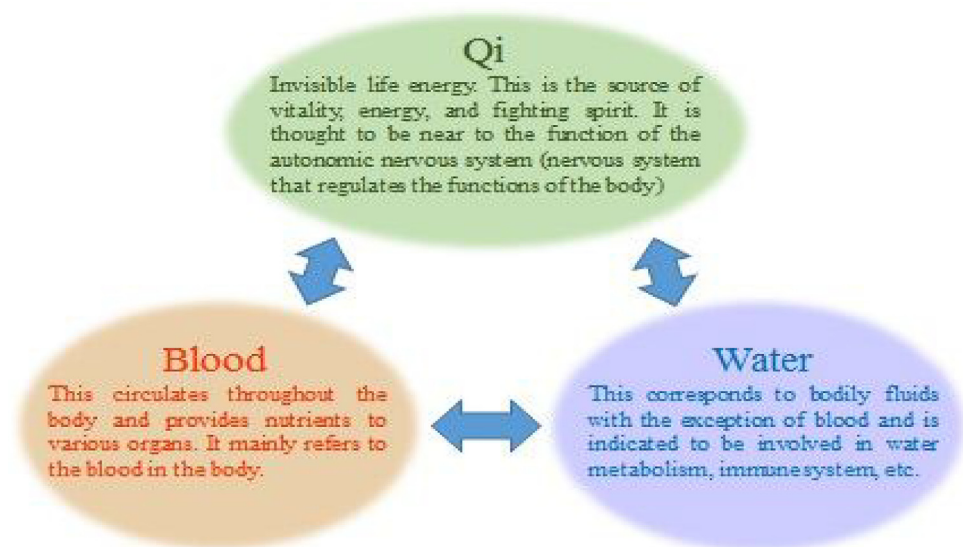 Qi
Invisible life energy. This is the source of
vitality, energy, and fighting spirit. It is
thought to be near to the function of the
autonomic nervous system (nervous system
that regulates the functions of the body)
Blood
This circulates throughout the
body and provides nutrients to
various organs. It mainly refers to
the blood in the body.
Water
This corresponds to bodily fluids
with the exception of blood and is
indicated to be involved in water
metabolism, immune system, etc.